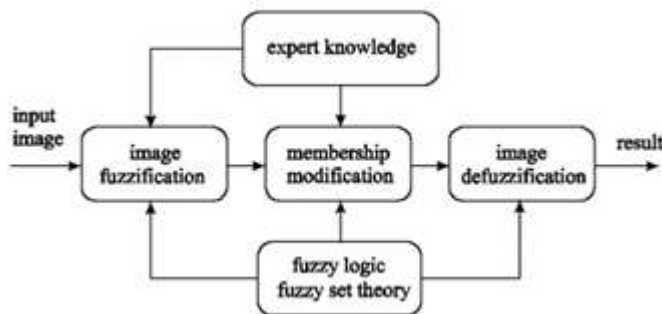 expert knowledge
input
image
image
fuzzification
membership
modification
image
defuzzification
result
fuzzy logic
fuzzy set theory